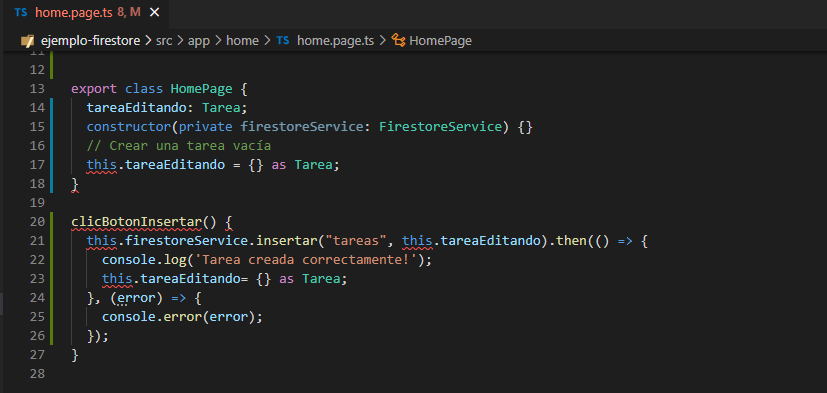 TS home.page.ts 8, M ×
ejemplo-firestore > src > app > home > TS home.page.ts > HomePage
11
12
13 export class HomePage {
14 tareaEditando: Tarea;
15 constructor(private firestoreService: FirestoreService) {}
16 // Crear una tarea vacía
17 this.tareaEditando = {} as Tarea;
18 }
19
20 clicBotonInsertar() {
21 this.firestoreService.insertar("tareas", this.tareaEditando).then(() => {
22 console.log('Tarea creada correctamente!');
23 this.tareaEditando= {} as Tarea;
24 }, (error) => {
25 console.error(error);
26 });
27 }
28